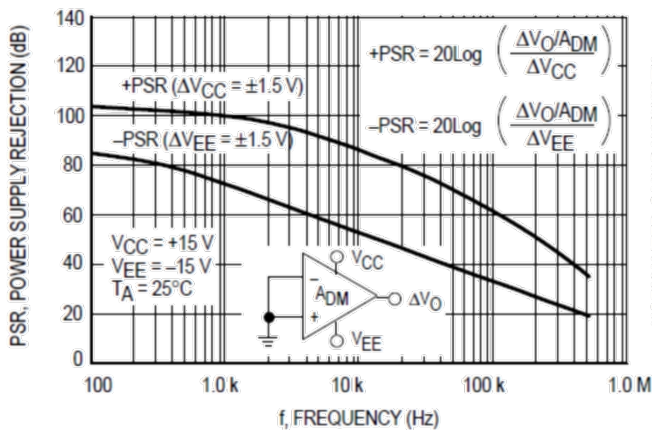 PSR, POWER SUPPLY REJECTION (dB)
140
120
100
80
60
40
20
0
+PSR = 20Log (ΔVO/ADM / ΔVCC)
+PSR (ΔVCC = ±1.5 V)
–PSR = 20Log (ΔVO/ADM / ΔVEE)
–PSR (ΔVEE = ±1.5 V)
VCC = +15 V
VEE = –15 V
TA = 25°C
VCC
–
ADM
+
ΔVO
VEE
100
1.0 k
10 k
100 k
1.0 M
f, FREQUENCY (Hz)